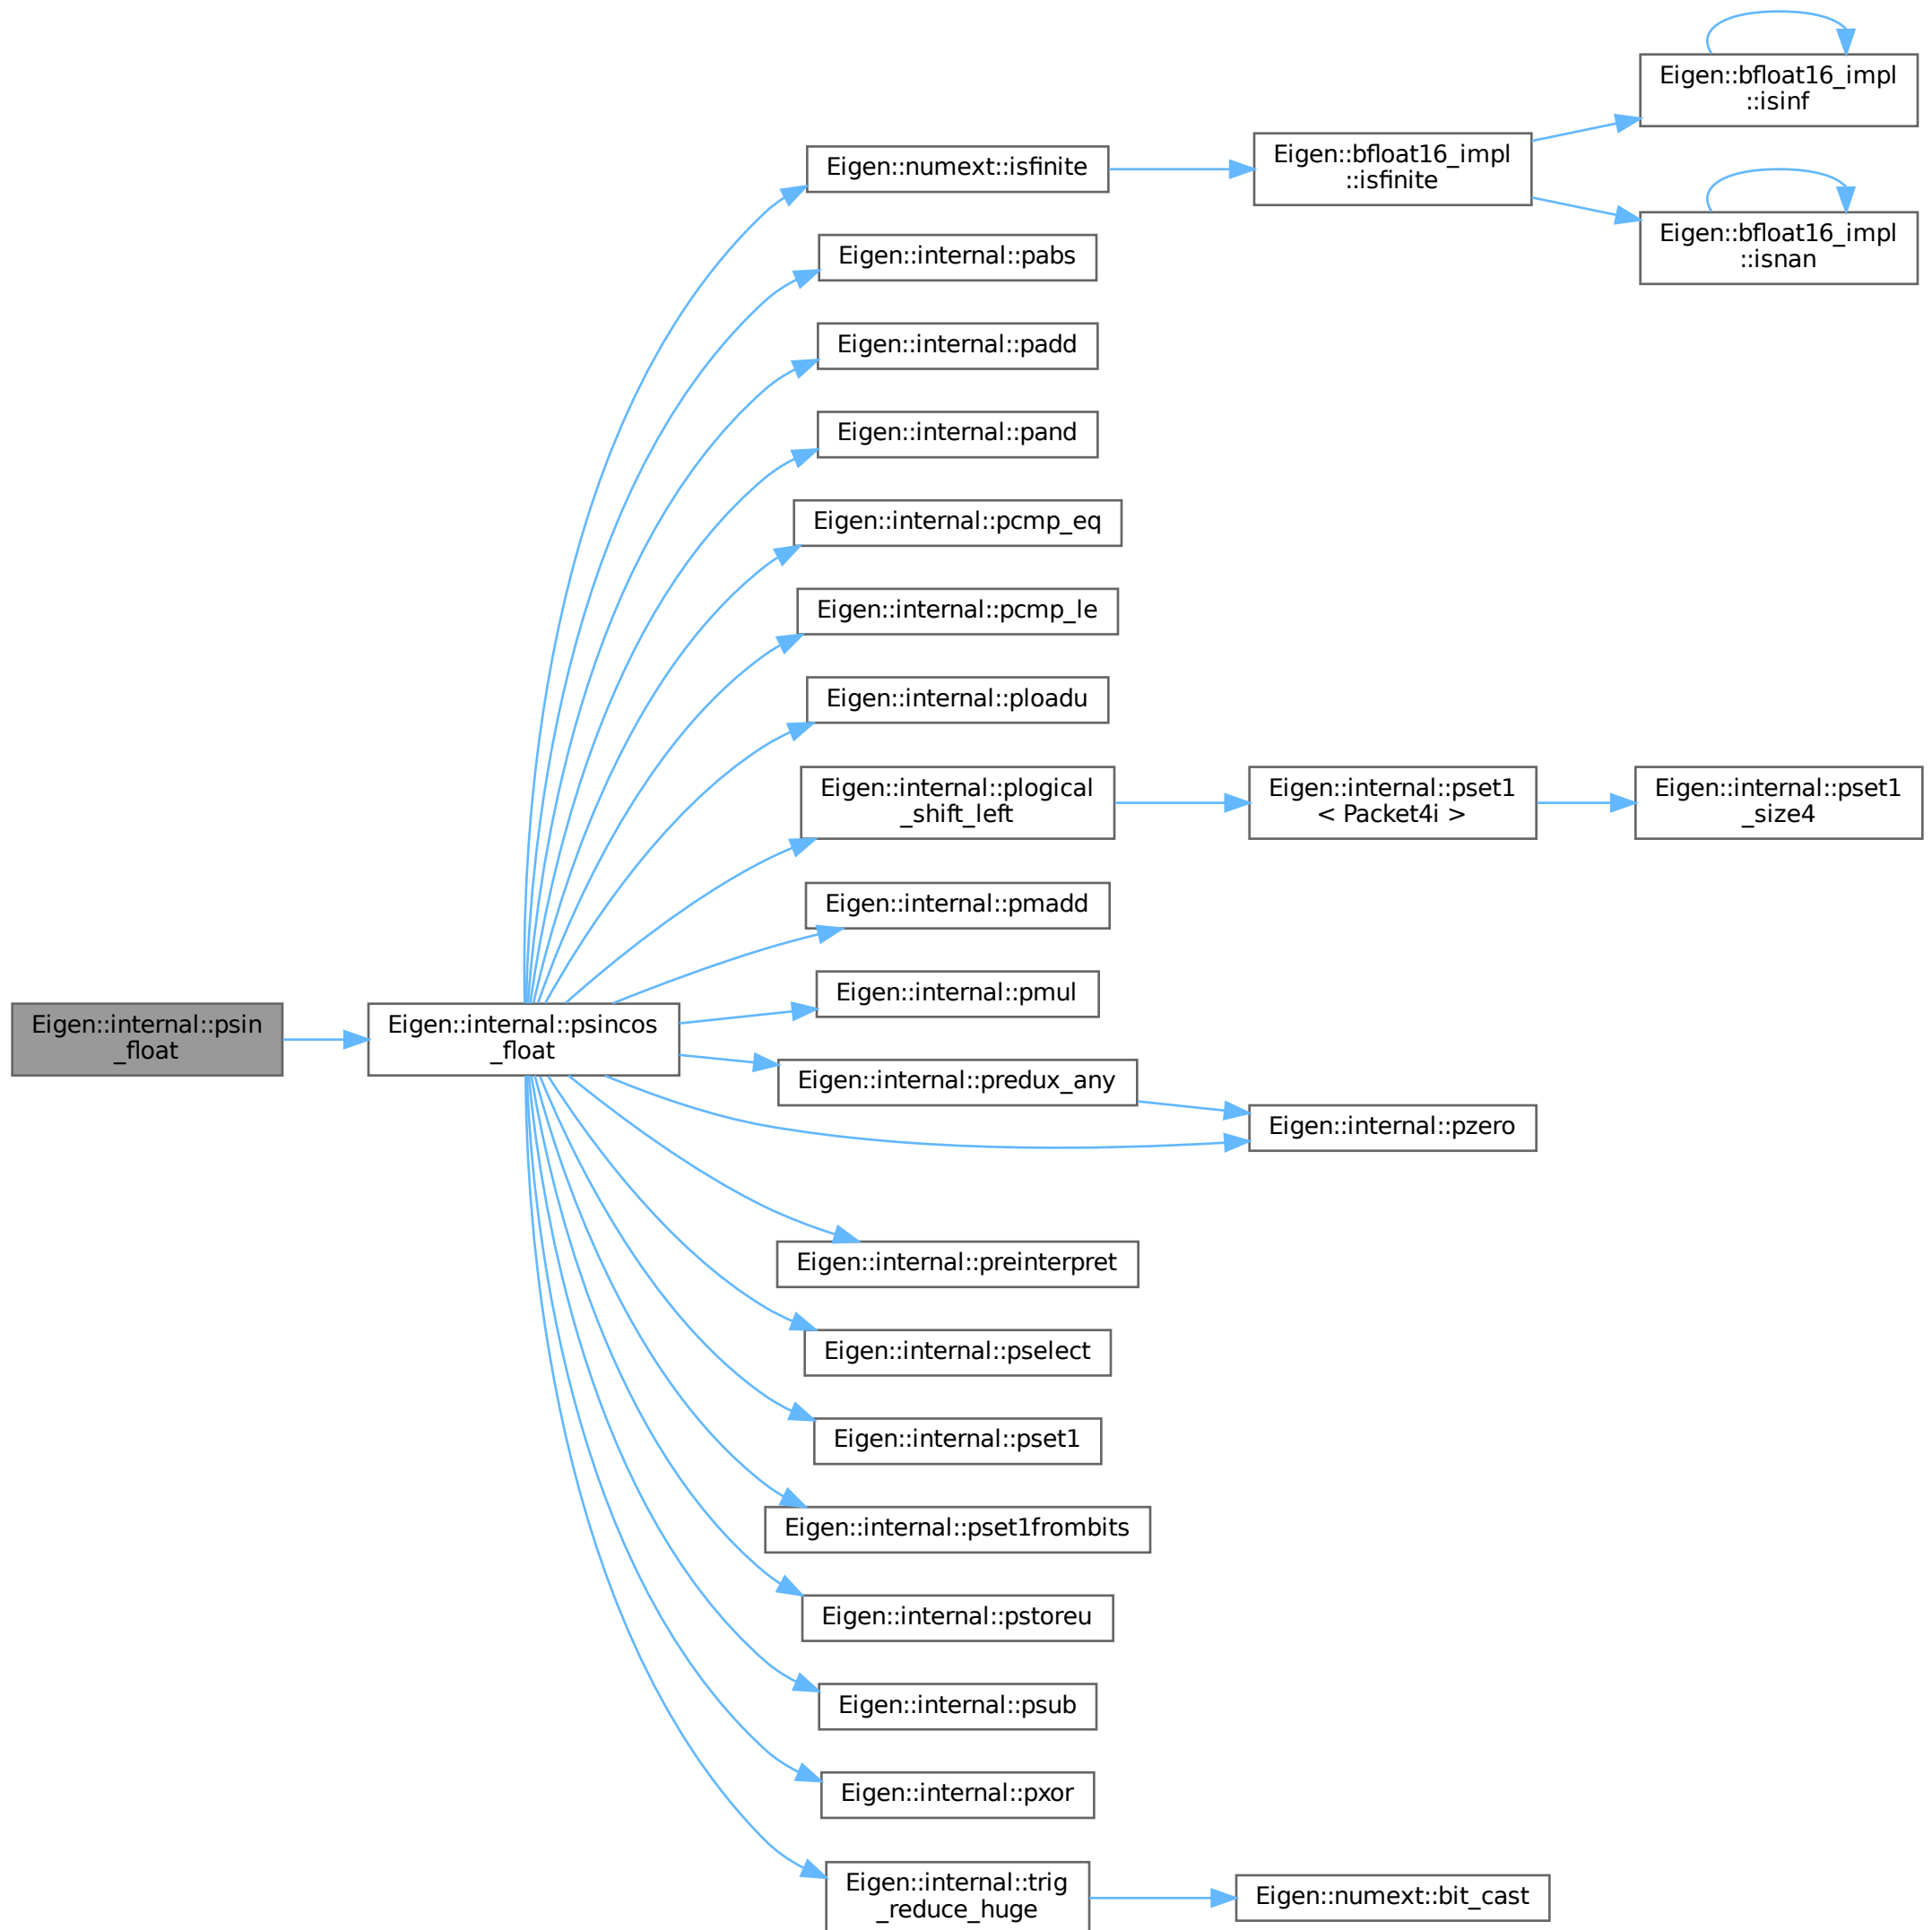 Eigen::bfloat16_impl
::isinf
Eigen::numext::isfinite
Eigen::bfloat16_impl
::isfinite
Eigen::bfloat16_impl
::isnan
Eigen::internal::pabs
Eigen::internal::padd
Eigen::internal::pand
Eigen::internal::pcmp_eq
Eigen::internal::pcmp_le
Eigen::internal::ploadu
Eigen::internal::plogical
_shift_left
Eigen::internal::pset1
< Packet4i >
Eigen::internal::pset1
_size4
Eigen::internal::pmadd
Eigen::internal::pmul
Eigen::internal::psin
_float
Eigen::internal::psincos
_float
Eigen::internal::predux_any
Eigen::internal::pzero
Eigen::internal::preinterpret
Eigen::internal::pselect
Eigen::internal::pset1
Eigen::internal::pset1frombits
Eigen::internal::pstoreu
Eigen::internal::psub
Eigen::internal::pxor
Eigen::internal::trig
_reduce_huge
Eigen::numext::bit_cast